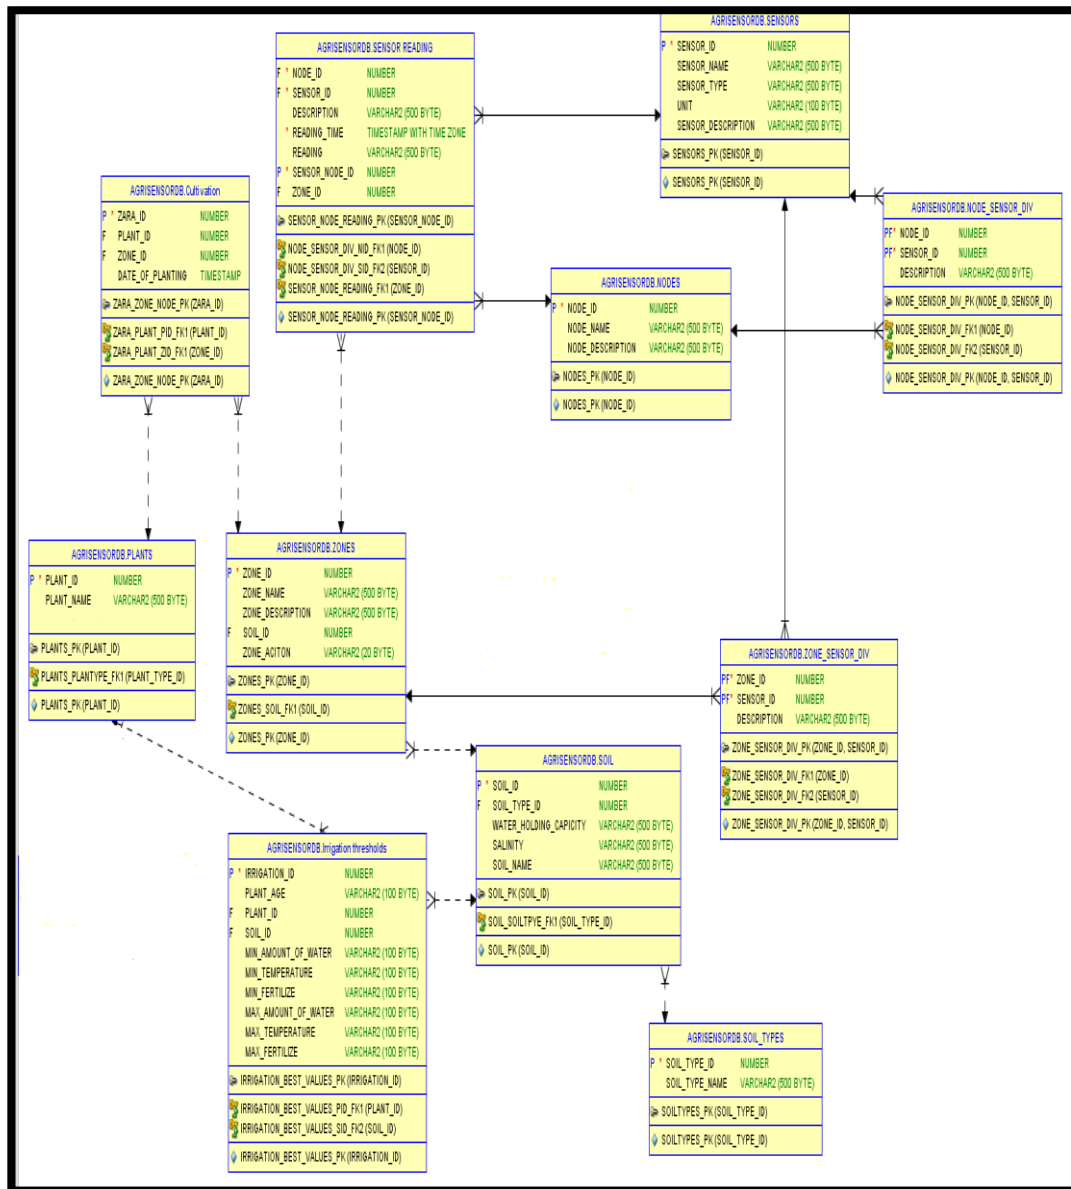 AGRISENSORDB.SENSORS
P * SENSOR_ID NUMBER
SENSOR_NAME VARCHAR2 (500 BYTE)
SENSOR_TYPE VARCHAR2 (500 BYTE)
UNIT VARCHAR2 (100 BYTE)
SENSOR_DESCRIPTION VARCHAR2 (500 BYTE)
SENSORS_PK (SENSOR_ID)
SENSORS_PK (SENSOR_ID)
AGRISENSORDB.SENSOR READING
F * NODE_ID NUMBER
F * SENSOR_ID NUMBER
DESCRIPTION VARCHAR2 (500 BYTE)
* READING_TIME TIMESTAMP WITH TIME ZONE
READING VARCHAR2 (500 BYTE)
P * SENSOR_NODE_ID NUMBER
F ZONE_ID NUMBER
SENSOR_NODE_READING_PK (SENSOR_NODE_ID)
NODE_SENSOR_DIV_NID_FK1 (NODE_ID)
NODE_SENSOR_DIV_SID_FK2 (SENSOR_ID)
SENSOR_NODE_READING_FK1 (ZONE_ID)
SENSOR_NODE_READING_PK (SENSOR_NODE_ID)
AGRISENSORDB.Cultivation
P * ZARA_ID NUMBER
F PLANT_ID NUMBER
F ZONE_ID NUMBER
DATE_OF_PLANTING TIMESTAMP
ZARA_ZONE_NODE_PK (ZARA_ID)
ZARA_PLANT_PID_FK1 (PLANT_ID)
ZARA_PLANT_ZID_FK1 (ZONE_ID)
ZARA_ZONE_NODE_PK (ZARA_ID)
AGRISENSORDB.NODE_SENSOR_DIV
PF* NODE_ID NUMBER
PF* SENSOR_ID NUMBER
DESCRIPTION VARCHAR2 (500 BYTE)
NODE_SENSOR_DIV_PK (NODE_ID, SENSOR_ID)
NODE_SENSOR_DIV_FK1 (NODE_ID)
NODE_SENSOR_DIV_FK2 (SENSOR_ID)
NODE_SENSOR_DIV_PK (NODE_ID, SENSOR_ID)
AGRISENSORDB.NODES
P * NODE_ID NUMBER
NODE_NAME VARCHAR2 (500 BYTE)
NODE_DESCRIPTION VARCHAR2 (500 BYTE)
NODES_PK (NODE_ID)
NODES_PK (NODE_ID)
AGRISENSORDB.PLANTS
P * PLANT_ID NUMBER
PLANT_NAME VARCHAR2 (500 BYTE)
PLANTS_PK (PLANT_ID)
PLANTS_PLANTYPE_FK1 (PLANT_TYPE_ID)
PLANTS_PK (PLANT_ID)
AGRISENSORDB.ZONES
P * ZONE_ID NUMBER
ZONE_NAME VARCHAR2 (500 BYTE)
ZONE_DESCRIPTION VARCHAR2 (500 BYTE)
F SOIL_ID NUMBER
ZONE_ACITON VARCHAR2 (20 BYTE)
ZONES_PK (ZONE_ID)
ZONES_SOIL_FK1 (SOIL_ID)
ZONES_PK (ZONE_ID)
AGRISENSORDB.ZONE_SENSOR_DIV
PF* ZONE_ID NUMBER
PF* SENSOR_ID NUMBER
DESCRIPTION VARCHAR2 (500 BYTE)
ZONE_SENSOR_DIV_PK (ZONE_ID, SENSOR_ID)
ZONE_SENSOR_DIV_FK1 (ZONE_ID)
ZONE_SENSOR_DIV_FK2 (SENSOR_ID)
ZONE_SENSOR_DIV_PK (ZONE_ID, SENSOR_ID)
AGRISENSORDB.SOIL
P * SOIL_ID NUMBER
F SOIL_TYPE_ID NUMBER
WATER_HOLDING_CAPICITY VARCHAR2 (500 BYTE)
SALINITY VARCHAR2 (500 BYTE)
SOIL_NAME VARCHAR2 (500 BYTE)
SOIL_PK (SOIL_ID)
SOIL_SOILTPYE_FK1 (SOIL_TYPE_ID)
SOIL_PK (SOIL_ID)
AGRISENSORDB.Irrigation thresholds
P * IRRIGATION_ID NUMBER
PLANT_AGE VARCHAR2 (100 BYTE)
F PLANT_ID NUMBER
F SOIL_ID NUMBER
MIN_AMOUNT_OF_WATER VARCHAR2 (100 BYTE)
MIN_TEMPERATURE VARCHAR2 (100 BYTE)
MIN_FERTILIZE VARCHAR2 (100 BYTE)
MAX_AMOUNT_OF_WATER VARCHAR2 (100 BYTE)
MAX_TEMPERATURE VARCHAR2 (100 BYTE)
MAX_FERTILIZE VARCHAR2 (100 BYTE)
IRRIGATION_BEST_VALUES_PK (IRRIGATION_ID)
IRRIGATION_BEST_VALUES_PID_FK1 (PLANT_ID)
IRRIGATION_BEST_VALUES_SID_FK2 (SOIL_ID)
IRRIGATION_BEST_VALUES_PK (IRRIGATION_ID)
AGRISENSORDB.SOIL_TYPES
P * SOIL_TYPE_ID NUMBER
SOIL_TYPE_NAME VARCHAR2 (500 BYTE)
SOILTYPES_PK (SOIL_TYPE_ID)
SOILTYPES_PK (SOIL_TYPE_ID)